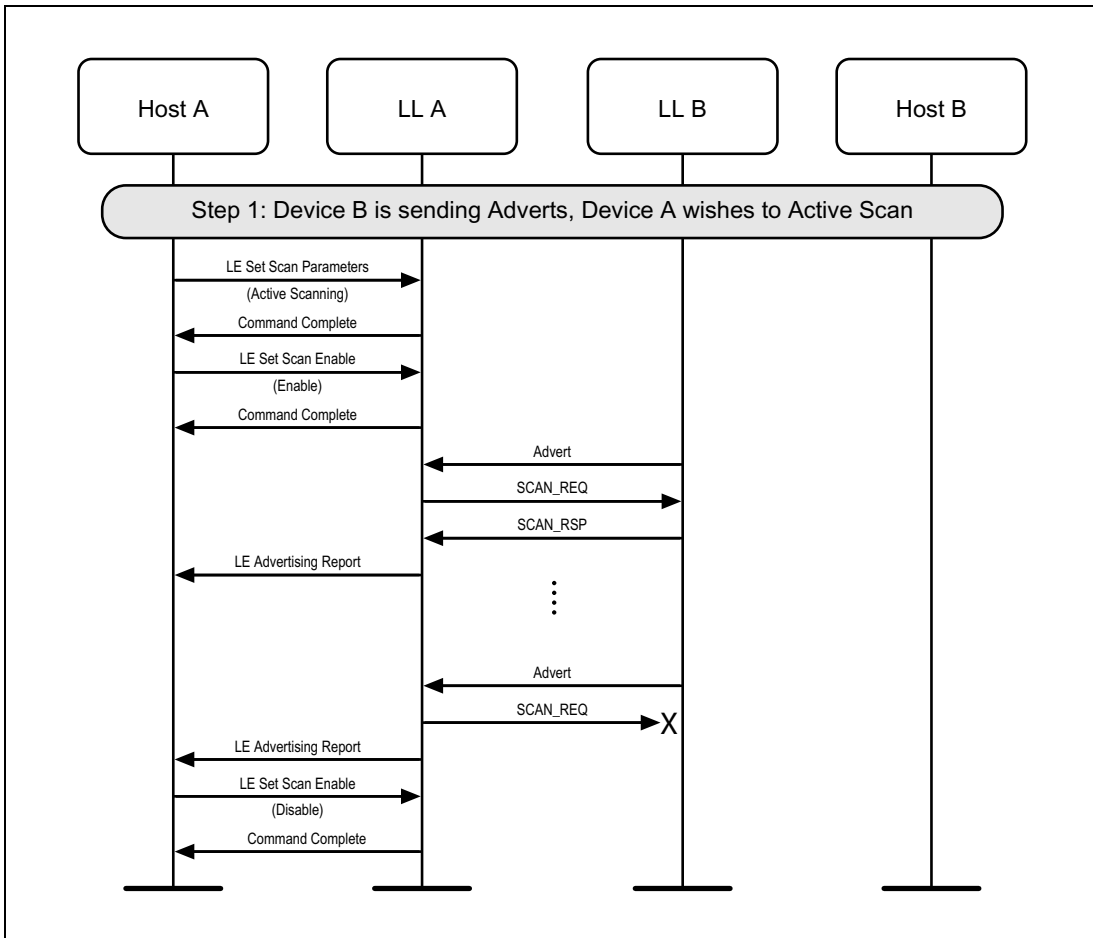 Host A
LL A
LL B
Host B
Step 1: Device B is sending Adverts, Device A wishes to Active Scan
LE Set Scan Parameters
(Active Scanning)
Command Complete
LE Set Scan Enable
(Enable)
Command Complete
Advert
SCAN_REQ
SCAN_RSP
LE Advertising Report
Advert
SCAN_REQ
X
LE Advertising Report
LE Set Scan Enable
(Disable)
Command Complete